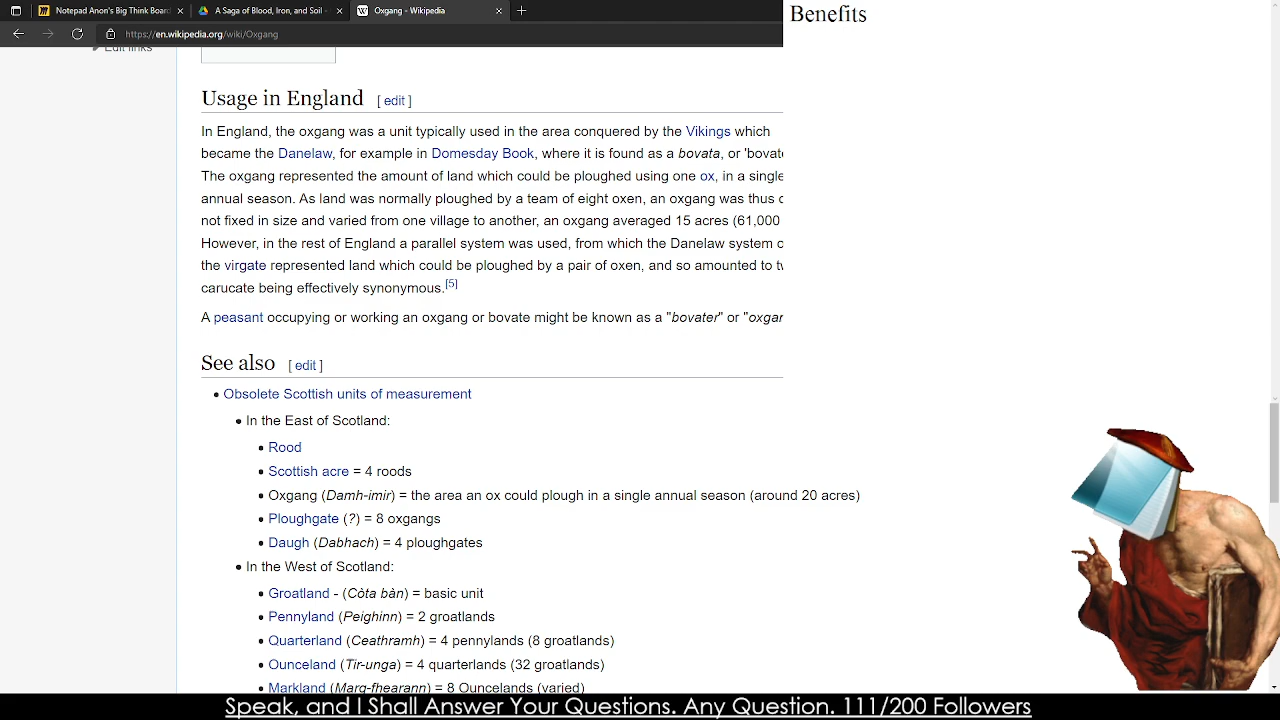 Notepad Anon's Big Think Board
A Sage of Blood, Iron, and Soil -
Oxgang - Wikipedia
Benefits
https://en.wikipedia.org/wiki/Oxgang
Edit links
Usage in England [ edit ]
In England, the oxgang was a unit typically used in the area conquered by the Vikings which
became the Danelaw, for example in Domesday Book, where it is found as a bovata, or 'bovate
The oxgang represented the amount of land which could be ploughed using one ox, in a single
annual season. As land was normally ploughed by a team of eight oxen, an oxgang was thus
not fixed in size and varied from one village to another, an oxgang averaged 15 acres (61,000
However, in the rest of England a parallel system was used, from which the Danelaw system
the virgate represented land which could be ploughed by a pair of oxen, and so amounted to
carucate being effectively synonymous.[5]
A peasant occupying or working an oxgang or bovate might be known as a "bovater" or "oxgan
See also [ edit ]
• Obsolete Scottish units of measurement
• In the East of Scotland:
• Rood
• Scottish acre = 4 roods
• Oxgang (Damh-imir) = the area an ox could plough in a single annual season (around 20 acres)
• Ploughgate (?) = 8 oxgangs
• Daugh (Dabhach) = 4 ploughgates
• In the West of Scotland:
• Groatland - (Còta bàn) = basic unit
• Pennyland (Peighinn) = 2 groatlands
• Quarterland (Ceathramh) = 4 pennylands (8 groatlands)
• Ounceland (Tir-unga) = 4 quarterlands (32 groatlands)
• Markland (Marg-fhearann) = 8 Ouncelands (varied)
Speak, and I Shall Answer Your Questions. Any Question. 111/200 Followers